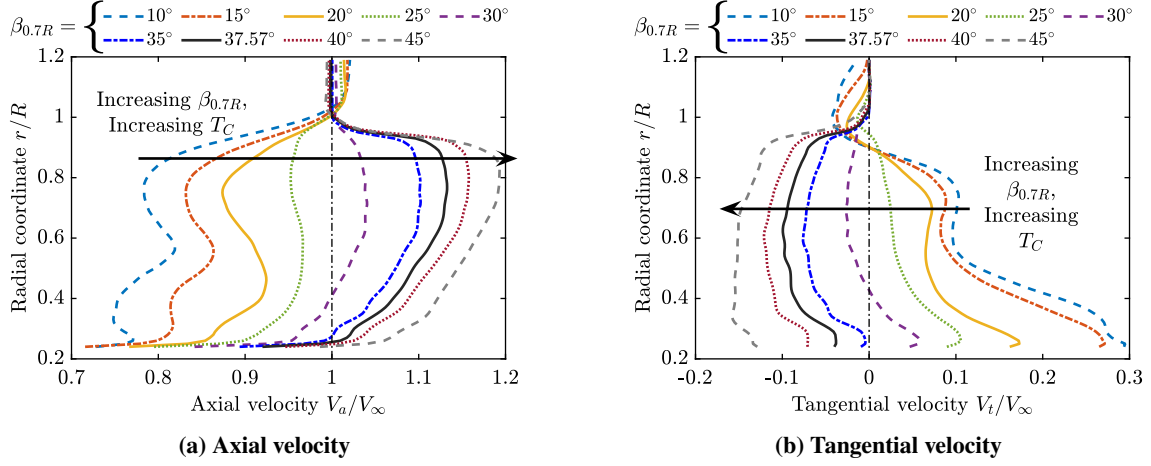 β0.7R = { 10° 15° 20° 25° 30°
35° 37.57° 40° 45°
1.2
1
0.8
0.6
0.4
0.2
Radial coordinate r/R
Increasing β0.7R,
Increasing TC
0.7 0.8 0.9 1 1.1 1.2
Axial velocity Va/V∞
(a) Axial velocity
β0.7R = { 10° 15° 20° 25° 30°
35° 37.57° 40° 45°
1.2
1
0.8
0.6
0.4
0.2
Radial coordinate r/R
Increasing
β0.7R,
Increasing
TC
-0.2 -0.1 0 0.1 0.2 0.3
Tangential velocity Vt/V∞
(b) Tangential velocity